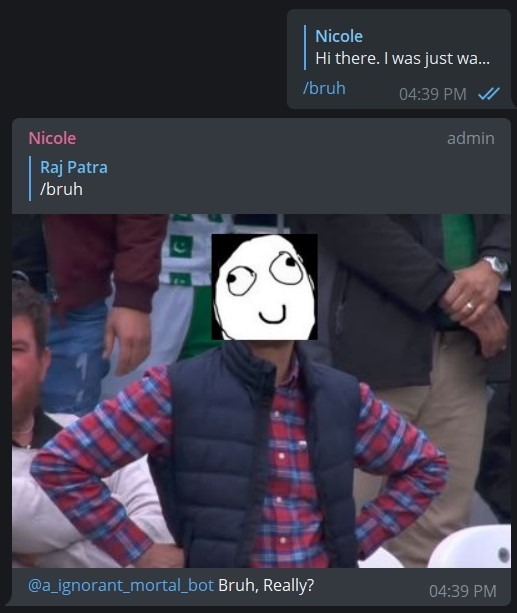 Nicole
Hi there. I was just wa...
/bruh
04:39 PM
Nicole
admin
Raj Patra
/bruh
@a_ignorant_mortal_bot Bruh, Really?
04:39 PM